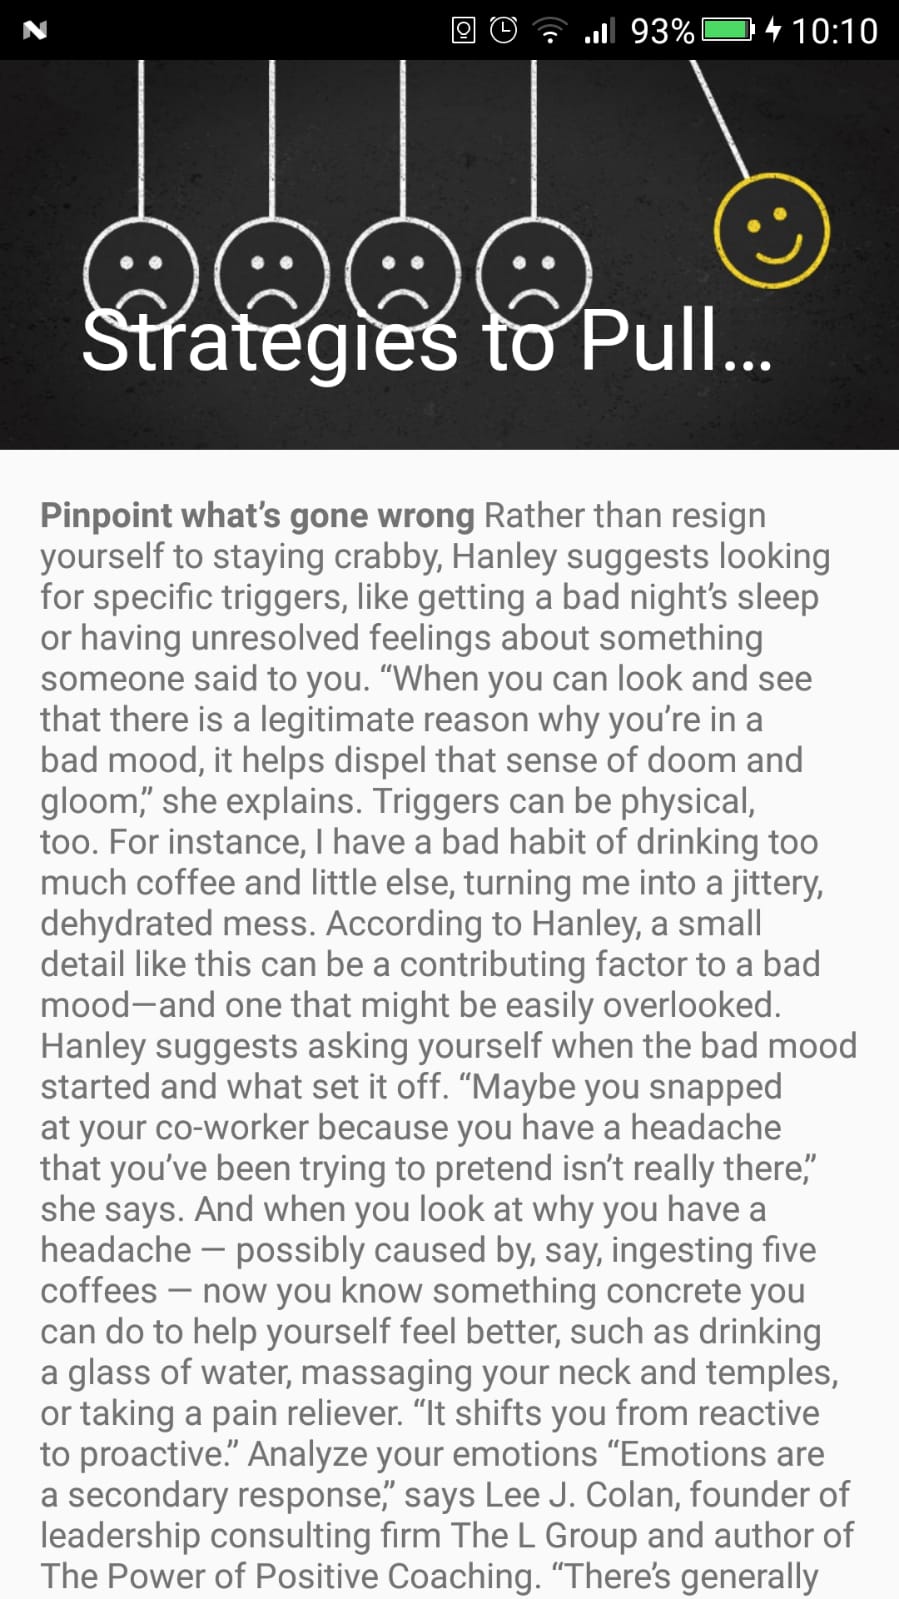 93% 10:10
Strategies to Pull...
Pinpoint what’s gone wrong Rather than resign
yourself to staying crabby, Hanley suggests looking
for specific triggers, like getting a bad night’s sleep
or having unresolved feelings about something
someone said to you. “When you can look and see
that there is a legitimate reason why you’re in a
bad mood, it helps dispel that sense of doom and
gloom,” she explains. Triggers can be physical,
too. For instance, I have a bad habit of drinking too
much coffee and little else, turning me into a jittery,
dehydrated mess. According to Hanley, a small
detail like this can be a contributing factor to a bad
mood—and one that might be easily overlooked.
Hanley suggests asking yourself when the bad mood
started and what set it off. “Maybe you snapped
at your co-worker because you have a headache
that you’ve been trying to pretend isn’t really there,”
she says. And when you look at why you have a
headache — possibly caused by, say, ingesting five
coffees — now you know something concrete you
can do to help yourself feel better, such as drinking
a glass of water, massaging your neck and temples,
or taking a pain reliever. “It shifts you from reactive
to proactive.” Analyze your emotions “Emotions are
a secondary response,” says Lee J. Colan, founder of
leadership consulting firm The L Group and author of
The Power of Positive Coaching. “There’s generally